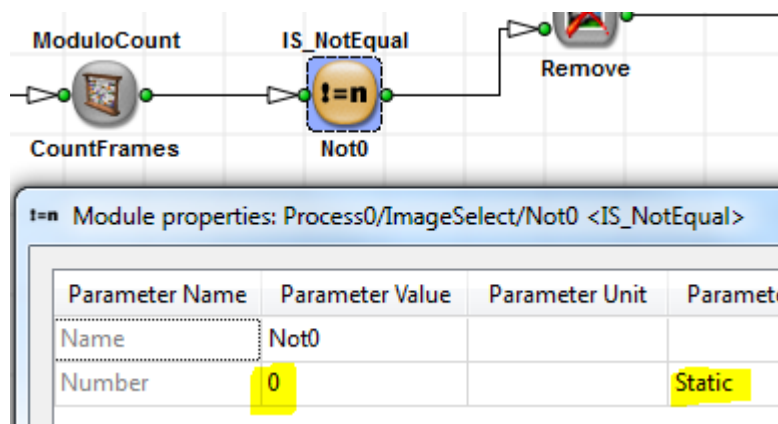 ModuloCount IS_NotEqual
!=n
Remove
CountFrames Not0
!=n Module properties: Process0/ImageSelect/Not0 <IS_NotEqual>
Parameter Name Parameter Value Parameter Unit Paramet
Name Not0
Number 0 Static